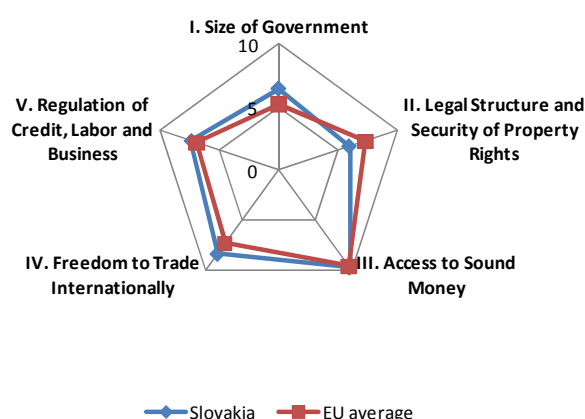 I. Size of Government
10
V. Regulation of
Credit, Labor and
Business
5
II. Legal Structure and
Security of Property
Rights
0
IV. Freedom to Trade
Internationally
III. Access to Sound
Money
Slovakia
EU average